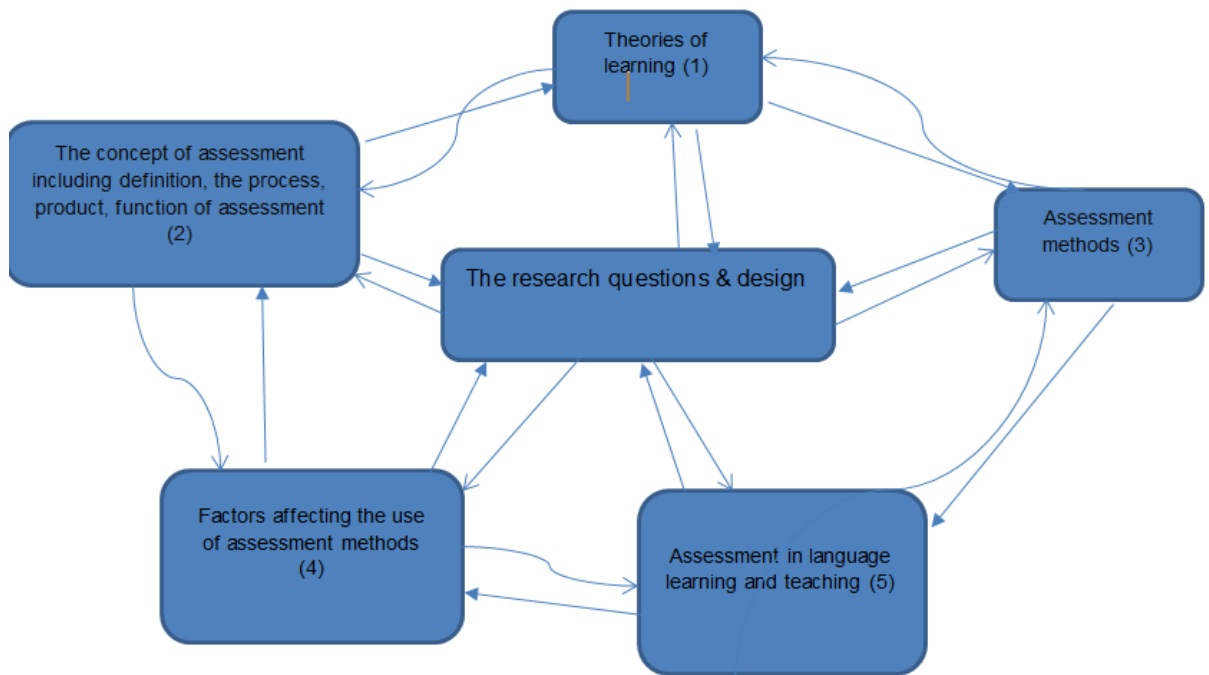 Theories of
learning (1)
The concept of assessment
including definition, the process,
product, function of assessment
(2)
Assessment
methods (3)
The research questions & design
Factors affecting the use
of assessment methods
(4)
Assessment in language
learning and teaching (5)